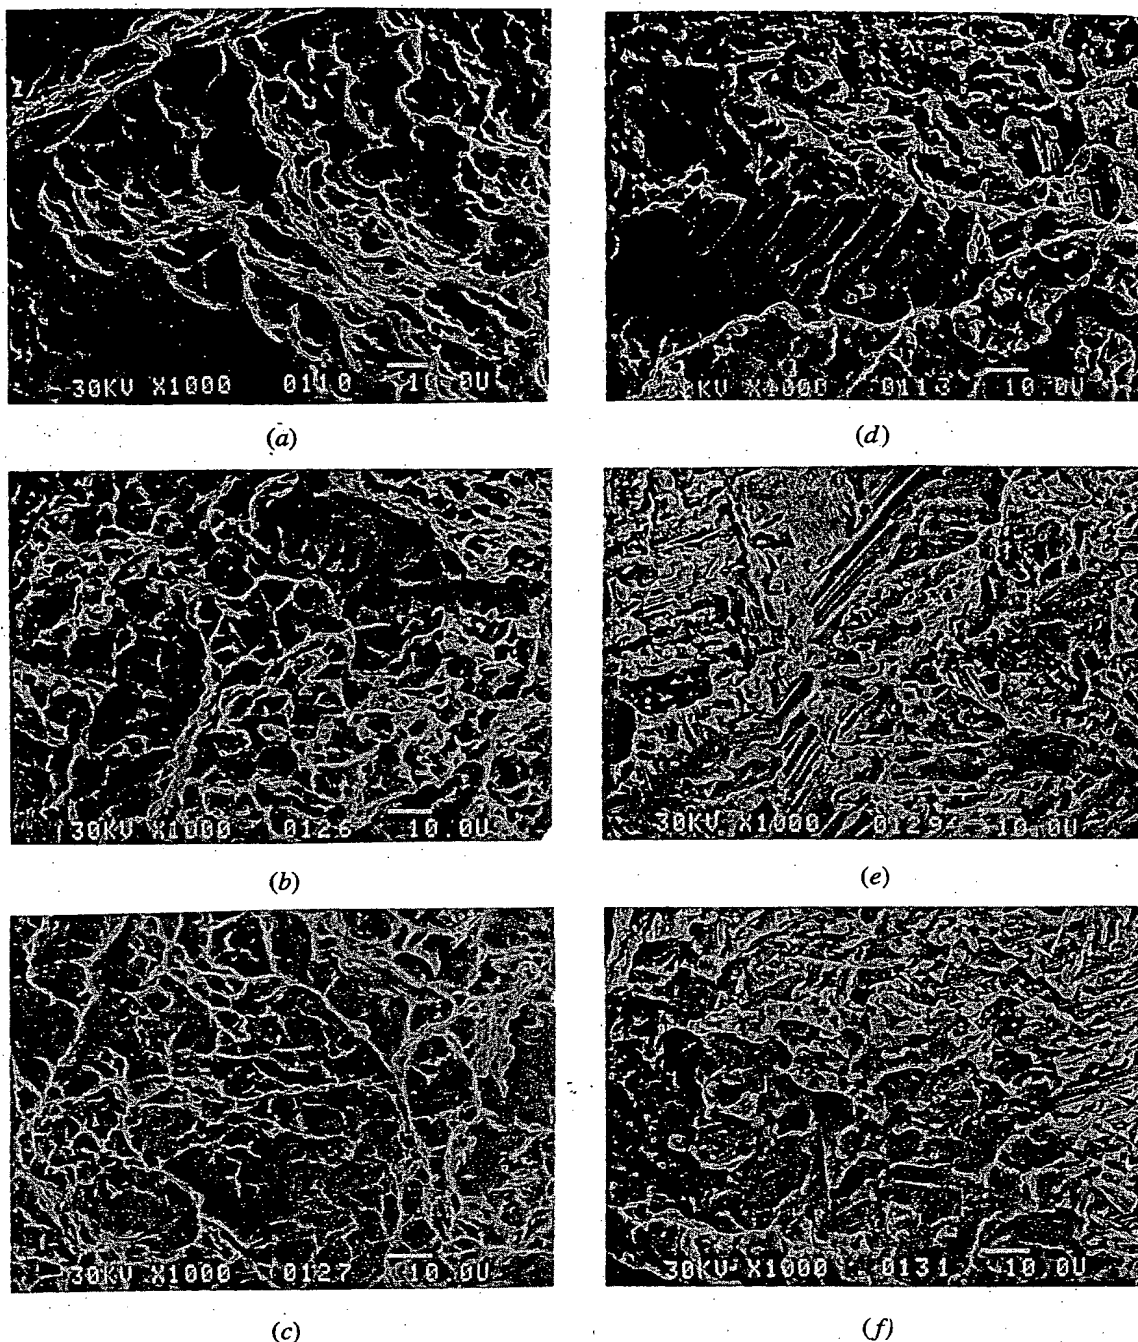 30KV X1000 0110 10.0U
(a)
30KV X1000 0126 10.0U
(b)
30KV X1000 0127 10.0U
(c)
0KV X1000 0113 10.0U
(d)
30KV X1000 0129 10.0U
(e)
30KV X1000 0131 10.0U
(f)